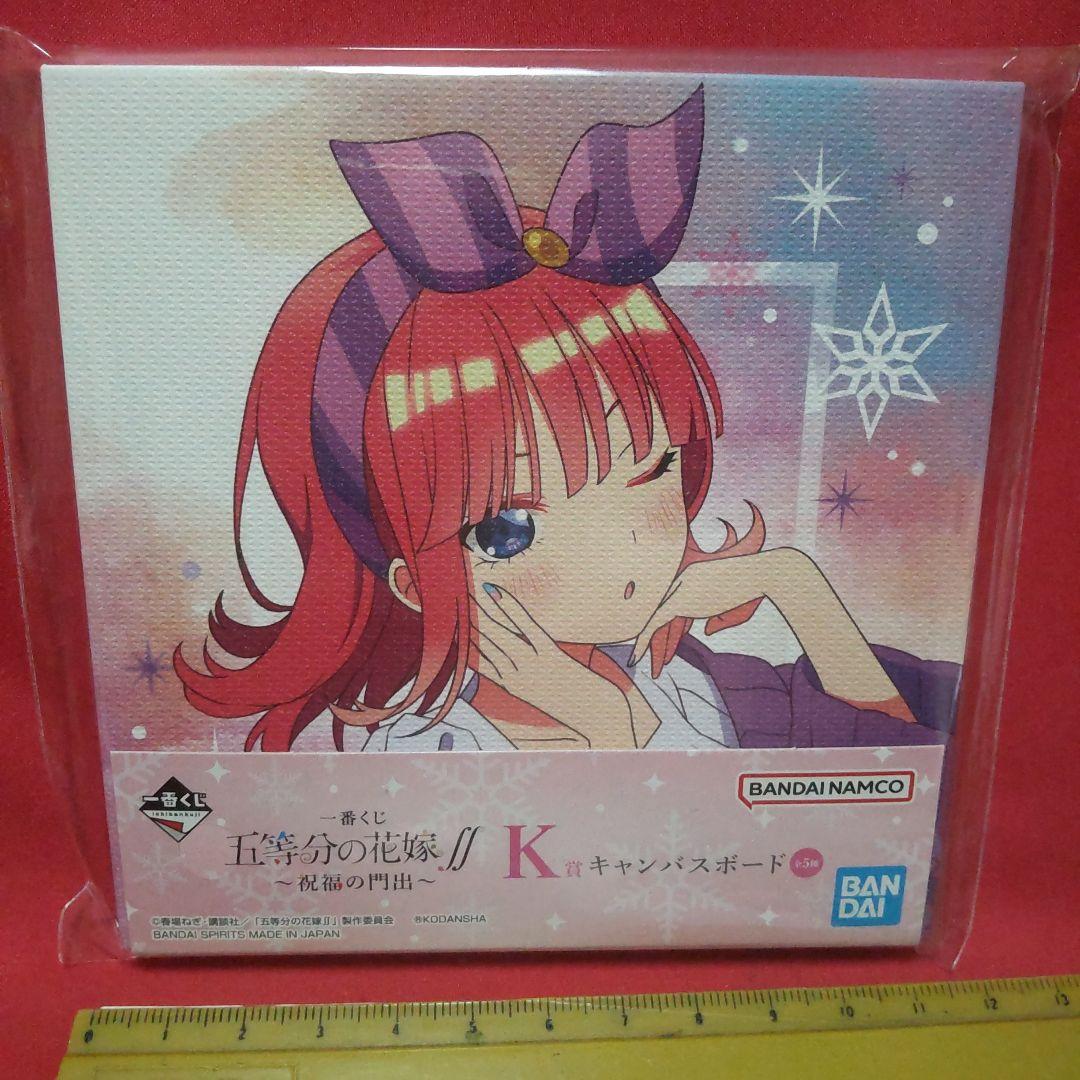 一番くじ
ichibankuji
一番くじ
五等分の花嫁∬
～祝福の門出～
K賞 キャンバスボード 全5種
BANDAI NAMCO
BAN
DAI
©春場ねぎ・講談社／「五等分の花嫁∬」製作委員会 ®KODANSHA
BANDAI SPIRITS MADE IN JAPAN
0 1 2 3 4 5 6 7 8 9 10 11 12 13